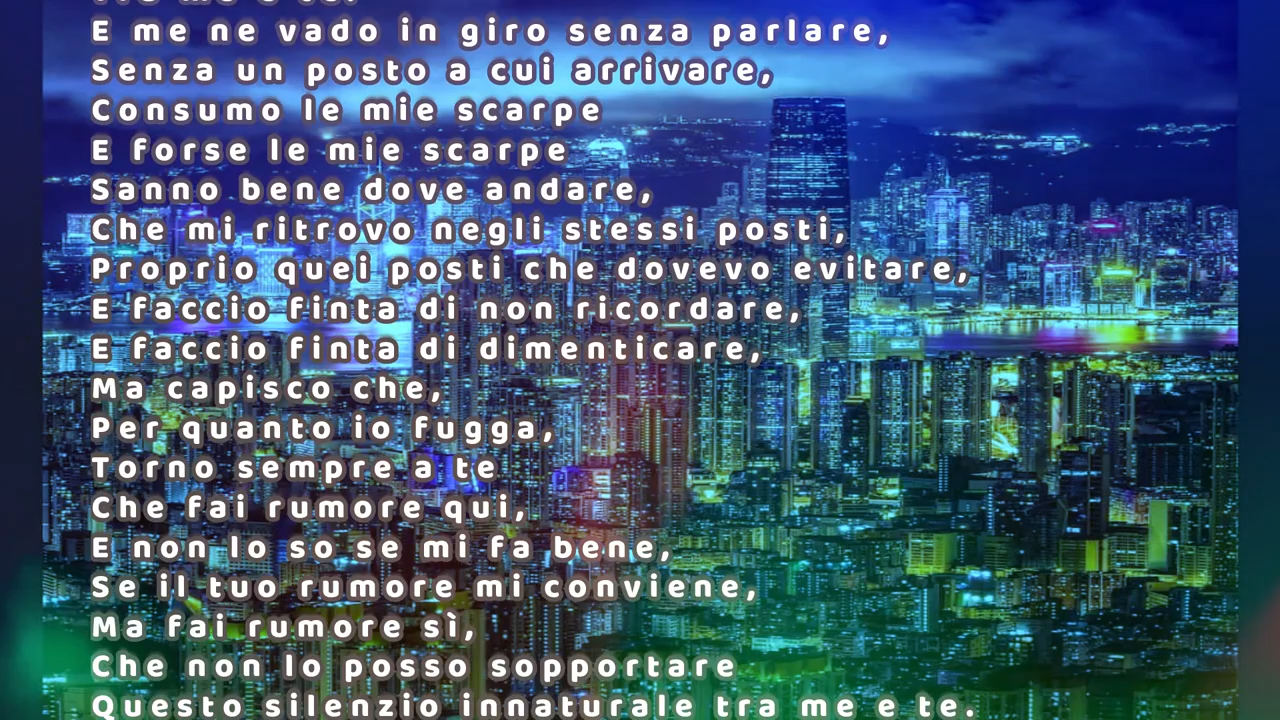 E me ne vado in giro senza parlare,
Senza un posto a cui arrivare,
Consumo le mie scarpe
E forse le mie scarpe
Sanno bene dove andare,
Che mi ritrovo negli stessi posti,
Proprio quei posti che dovevo evitare,
E faccio finta di non ricordare,
E faccio finta di dimenticare,
Ma capisco che,
Per quanto io fugga,
Torno sempre a te
Che fai rumore qui,
E non lo so se mi fa bene,
Se il tuo rumore mi conviene,
Ma fai rumore sì,
Che non lo posso sopportare
Questo silenzio innaturale tra me e te.